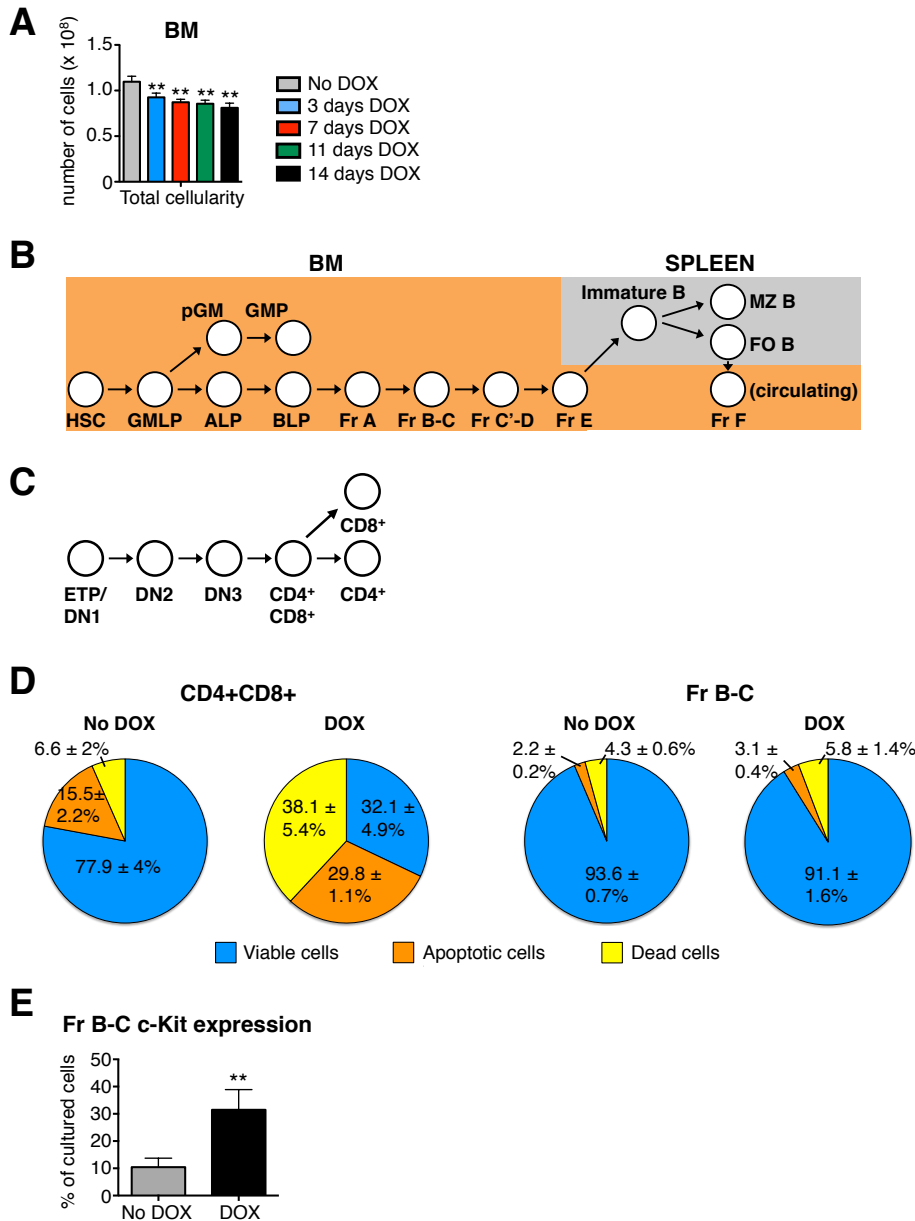 A
BM
number of cells (x 10⁸)
1.5
1.0
0.5
0
** ** ** **
Total cellularity
No DOX
3 days DOX
7 days DOX
11 days DOX
14 days DOX
B
BM
SPLEEN
Immature B
MZ B
FO B
pGM
GMP
(circulating)
HSC
GMLP
ALP
BLP
Fr A
Fr B-C
Fr C'-D
Fr E
Fr F
C
CD8⁺
ETP/
DN1
DN2
DN3
CD4⁺
CD8⁺
CD4⁺
D
CD4+CD8+
No DOX
6.6 ± 2%
15.5±
2.2%
77.9 ± 4%
DOX
38.1 ±
5.4%
32.1 ±
4.9%
29.8 ±
1.1%
Fr B-C
No DOX
2.2 ±
0.2%
4.3 ± 0.6%
93.6 ±
0.7%
DOX
3.1 ±
0.4%
5.8 ± 1.4%
91.1 ±
1.6%
Viable cells
Apoptotic cells
Dead cells
E
Fr B-C c-Kit expression
% of cultured cells
50
40
30
20
10
0
**
No DOX
DOX